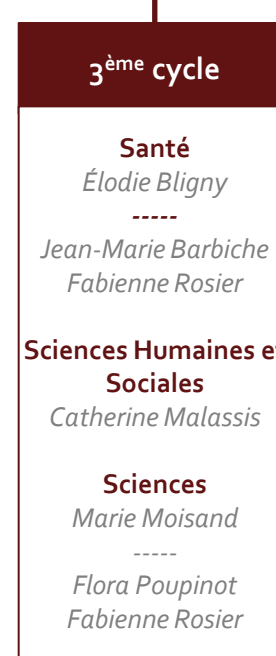 3ème cycle
Santé
Élodie Bligny
-----
Jean-Marie Barbiche
Fabienne Rosier
Sciences Humaines et
Sociales
Catherine Malassis
Sciences
Marie Moisand
-----
Flora Poupinot
Fabienne Rosier